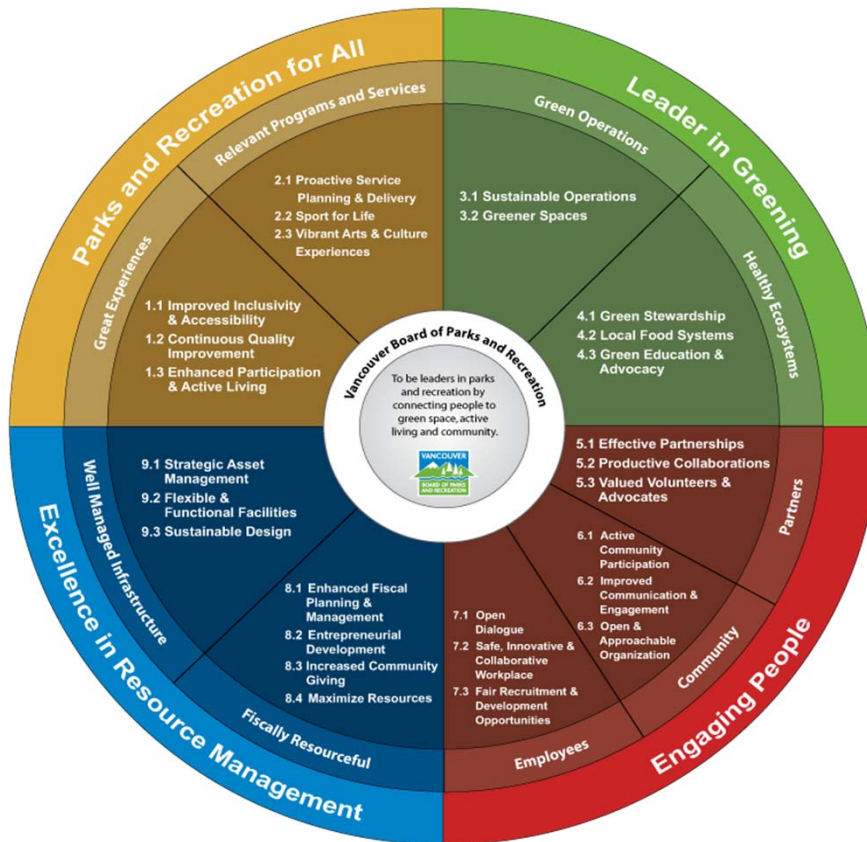 Parks and Recreation for All
Great Experiences
1.1 Improved Inclusivity
& Accessibility
1.2 Continuous Quality
Improvement
1.3 Enhanced Participation
& Active Living
Relevant Programs and Services
2.1 Proactive Service
Planning & Delivery
2.2 Sport for Life
2.3 Vibrant Arts & Culture
Experiences
Leader in Greening
Green Operations
3.1 Sustainable Operations
3.2 Greener Spaces
Healthy Ecosystems
4.1 Green Stewardship
4.2 Local Food Systems
4.3 Green Education &
Advocacy
Vancouver Board of Parks and Recreation
To be leaders in parks
and recreation by
connecting people to
green space, active
living and community.
VANCOUVER
BOARD OF PARKS
AND RECREATION
Engaging People
Partners
5.1 Effective Partnerships
5.2 Productive Collaborations
5.3 Valued Volunteers &
Advocates
Community
6.1 Active
Community
Participation
6.2 Improved
Communication &
Engagement
6.3 Open &
Approachable
Organization
Employees
7.1 Open
Dialogue
7.2 Safe, Innovative &
Collaborative
Workplace
7.3 Fair Recruitment &
Development
Opportunities
Excellence in Resource Management
Fiscally Resourceful
8.1 Enhanced Fiscal
Planning &
Management
8.2 Entrepreneurial
Development
8.3 Increased Community
Giving
8.4 Maximize Resources
Well Managed Infrastructure
9.1 Strategic Asset
Management
9.2 Flexible &
Functional Facilities
9.3 Sustainable Design